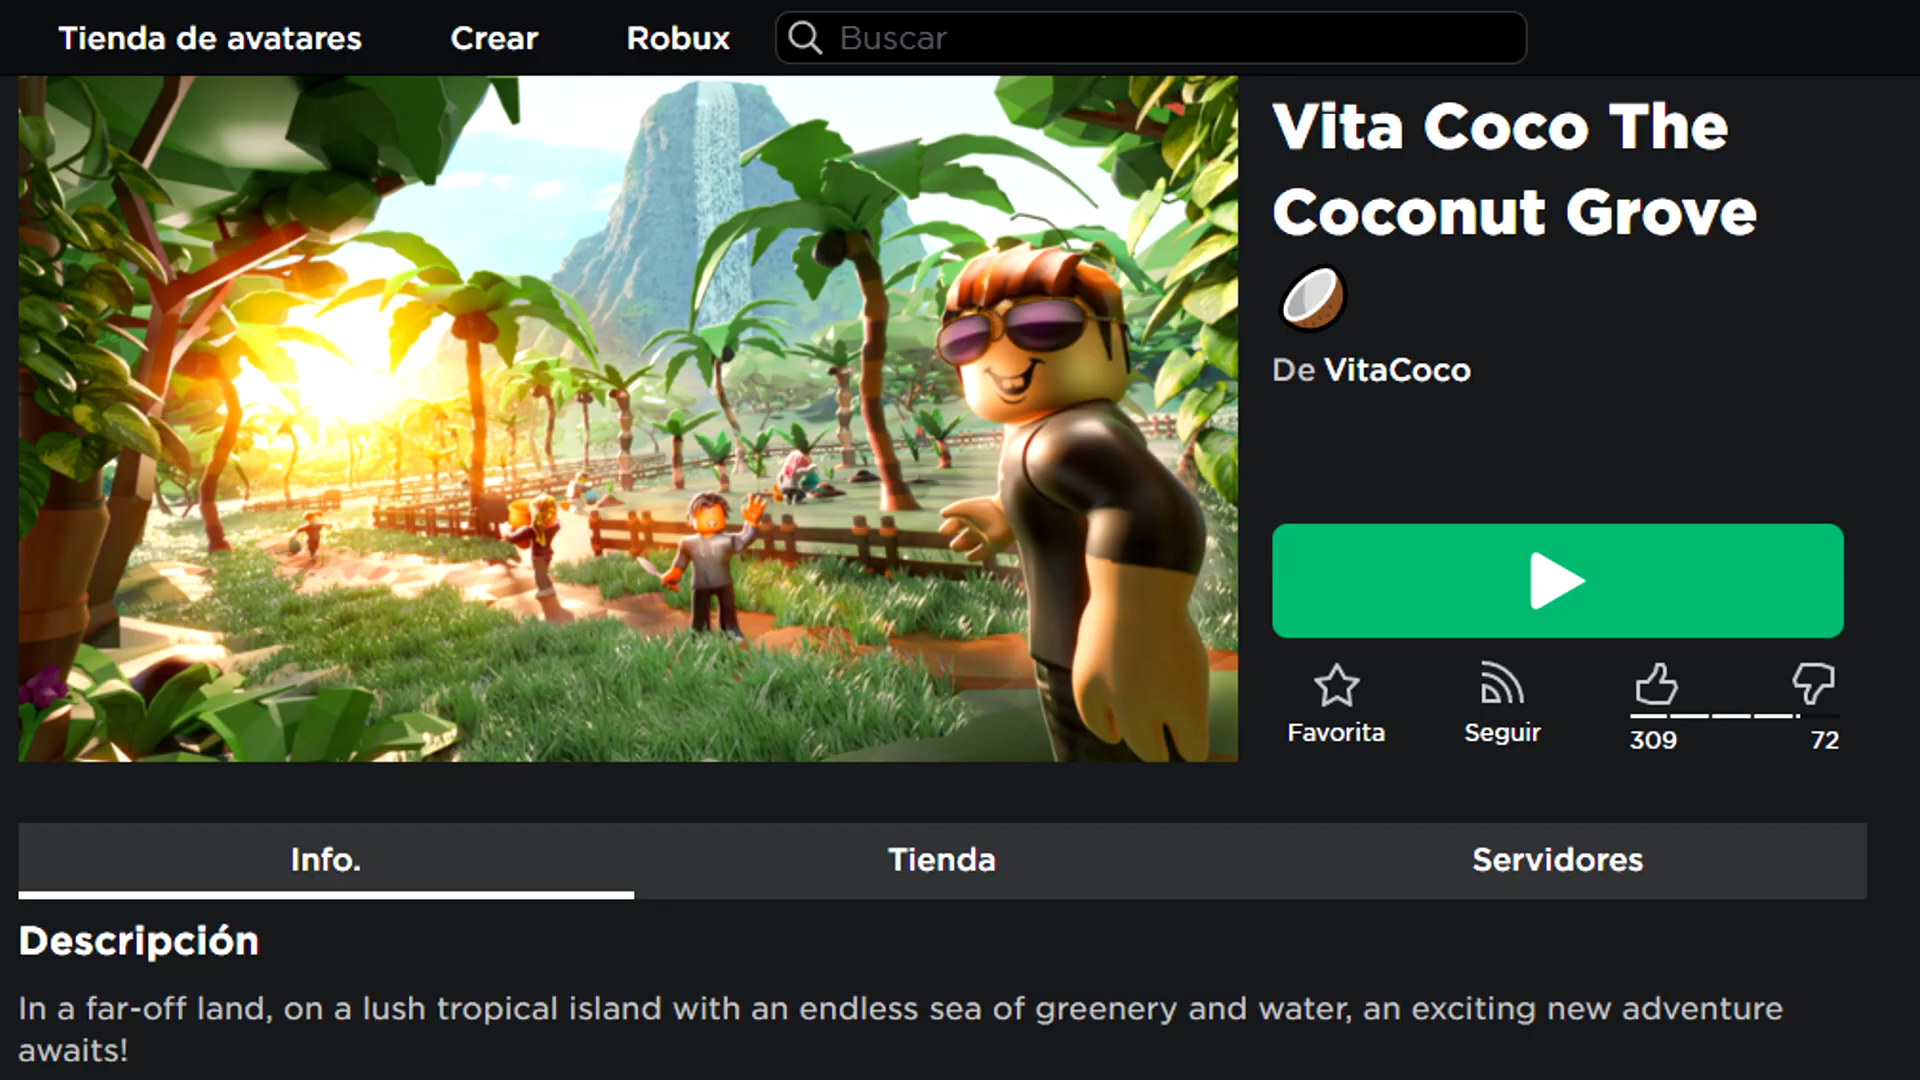 Tienda de avatares
Crear
Robux
Buscar
Vita Coco The
Coconut Grove
De VitaCoco
Favorita
Seguir
309
72
Info.
Tienda
Servidores
Descripción
In a far-off land, on a lush tropical island with an endless sea of greenery and water, an exciting new adventure
awaits!